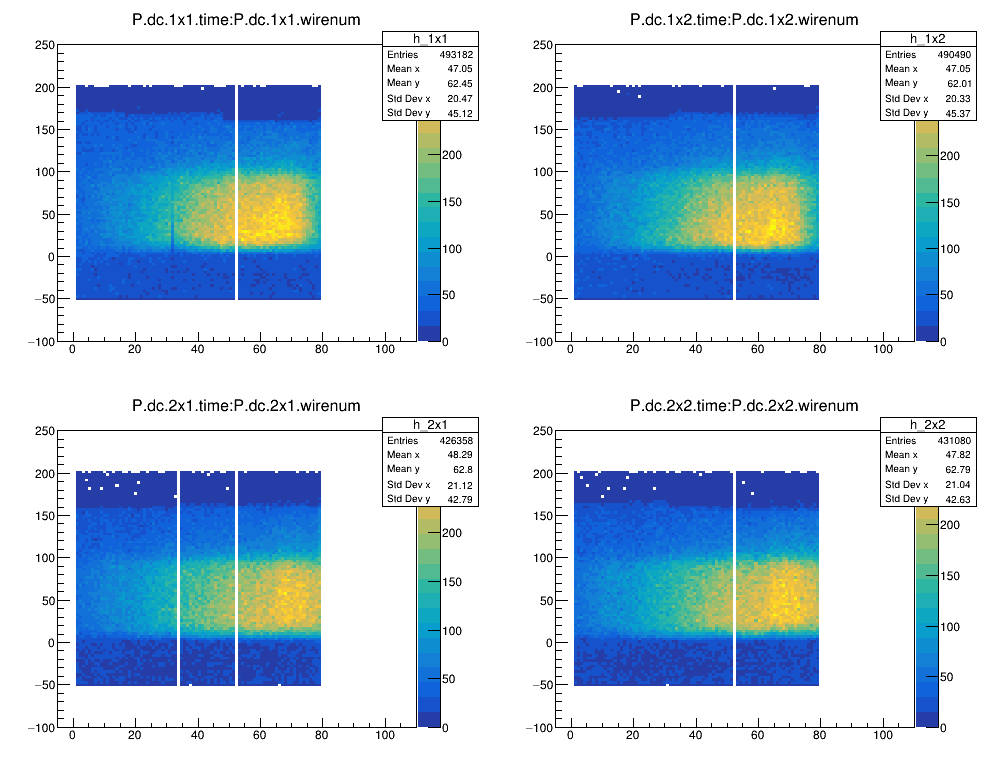 P.dc.1x1.time:P.dc.1x1.wirenum
h_1x1
Entries 493182
Mean x 47.05
Mean y 62.45
Std Dev x 20.47
Std Dev y 45.12
250
200
150
100
50
0
−50
−100
0 20 40 60 80 100
200
150
100
50
0
P.dc.1x2.time:P.dc.1x2.wirenum
h_1x2
Entries 490490
Mean x 47.05
Mean y 62.01
Std Dev x 20.33
Std Dev y 45.37
250
200
150
100
50
0
−50
−100
0 20 40 60 80 100
200
150
100
50
0
P.dc.2x1.time:P.dc.2x1.wirenum
h_2x1
Entries 426358
Mean x 48.29
Mean y 62.8
Std Dev x 21.12
Std Dev y 42.79
250
200
150
100
50
0
−50
−100
0 20 40 60 80 100
200
150
100
50
0
P.dc.2x2.time:P.dc.2x2.wirenum
h_2x2
Entries 431080
Mean x 47.82
Mean y 62.79
Std Dev x 21.04
Std Dev y 42.63
250
200
150
100
50
0
−50
−100
0 20 40 60 80 100
200
150
100
50
0